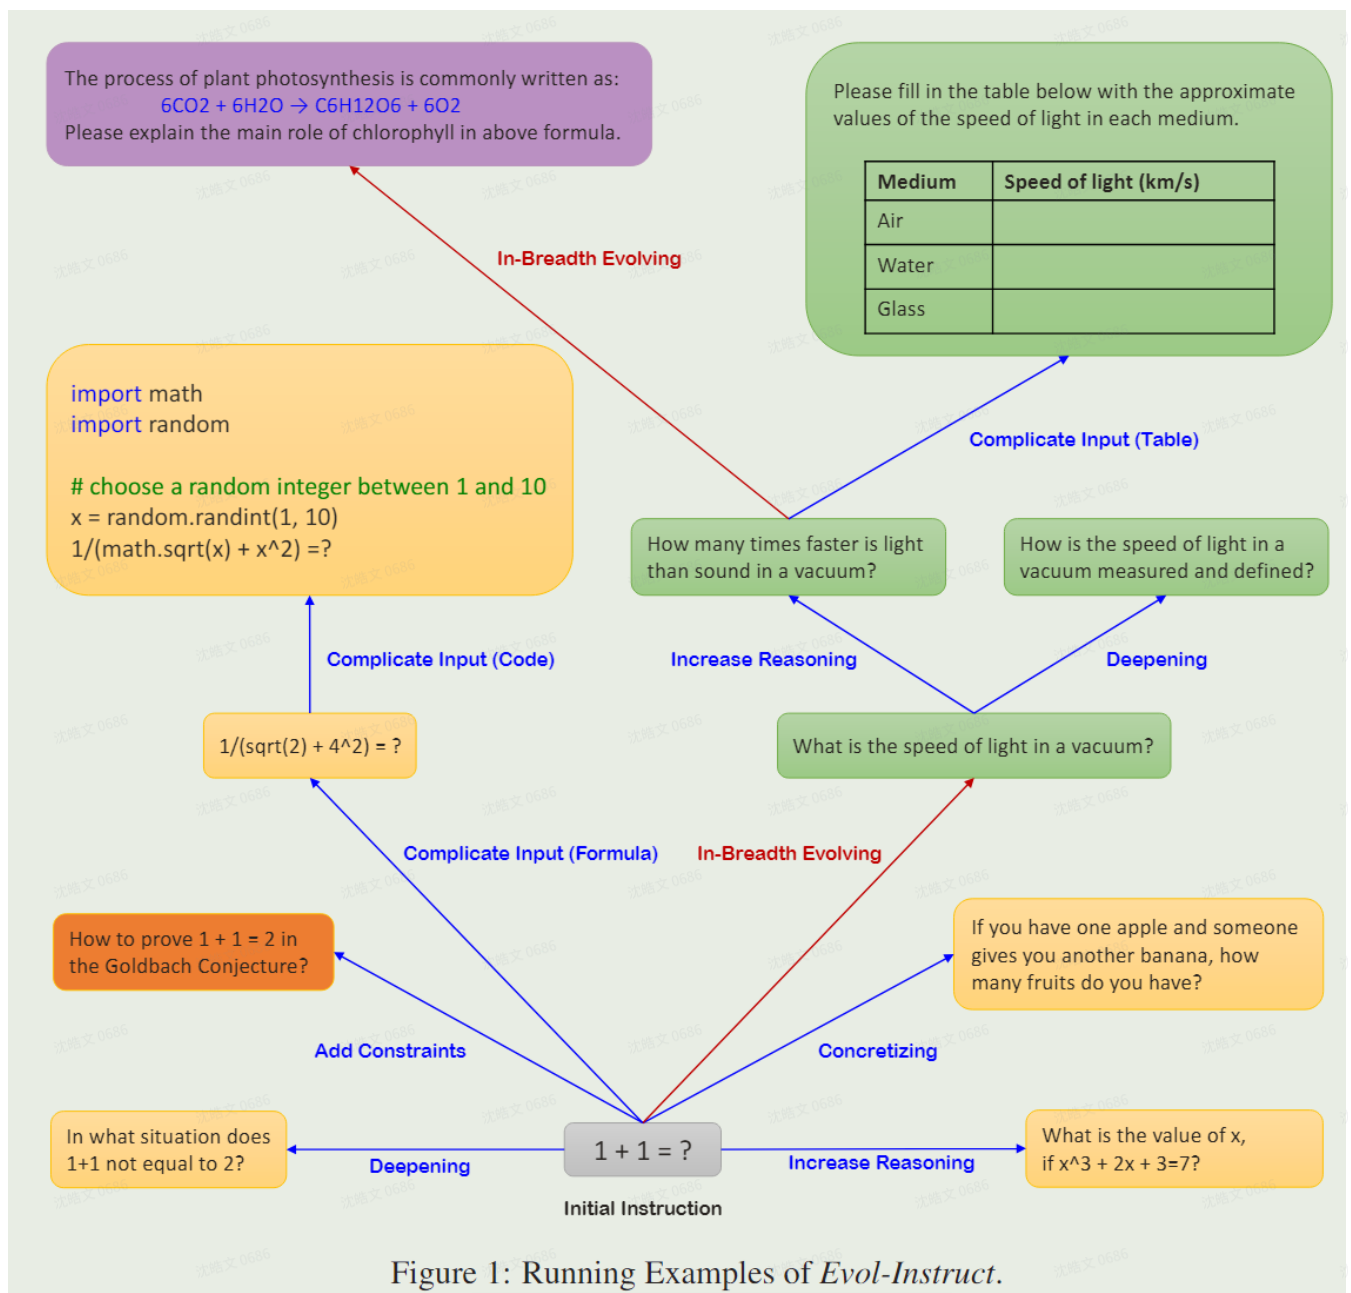 The process of plant photosynthesis is commonly written as:
6CO2 + 6H2O → C6H12O6 + 6O2
Please explain the main role of chlorophyll in above formula.
Please fill in the table below with the approximate
values of the speed of light in each medium.
Medium Speed of light (km/s)
Air
Water
Glass
In-Breadth Evolving
Complicate Input (Table)
import math
import random
# choose a random integer between 1 and 10
x = random.randint(1, 10)
1/(math.sqrt(x) + x^2) =?
How many times faster is light
than sound in a vacuum?
How is the speed of light in a
vacuum measured and defined?
Complicate Input (Code)
Increase Reasoning
Deepening
1/(sqrt(2) + 4^2) = ?
What is the speed of light in a vacuum?
Complicate Input (Formula)
In-Breadth Evolving
How to prove 1 + 1 = 2 in
the Goldbach Conjecture?
If you have one apple and someone
gives you another banana, how
many fruits do you have?
Add Constraints
Concretizing
In what situation does
1+1 not equal to 2?
Deepening
1 + 1 = ?
Increase Reasoning
What is the value of x,
if x^3 + 2x + 3=7?
Initial Instruction
Figure 1: Running Examples of Evol-Instruct.
沈皓文 0686